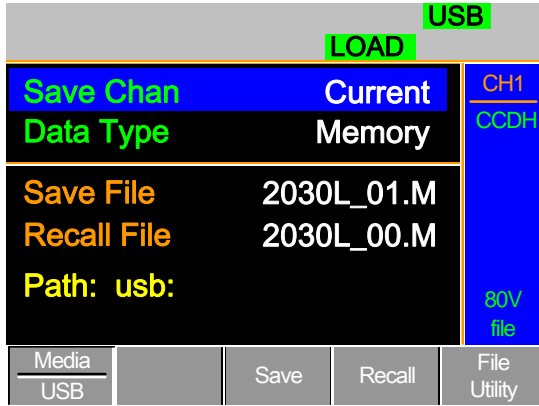 USB
LOAD
Save Chan Current
Data Type Memory
Save File 2030L_01.M
Recall File 2030L_00.M
Path: usb:
CH1
CCDH
80V
file
Media
USB
Save
Recall
File
Utility